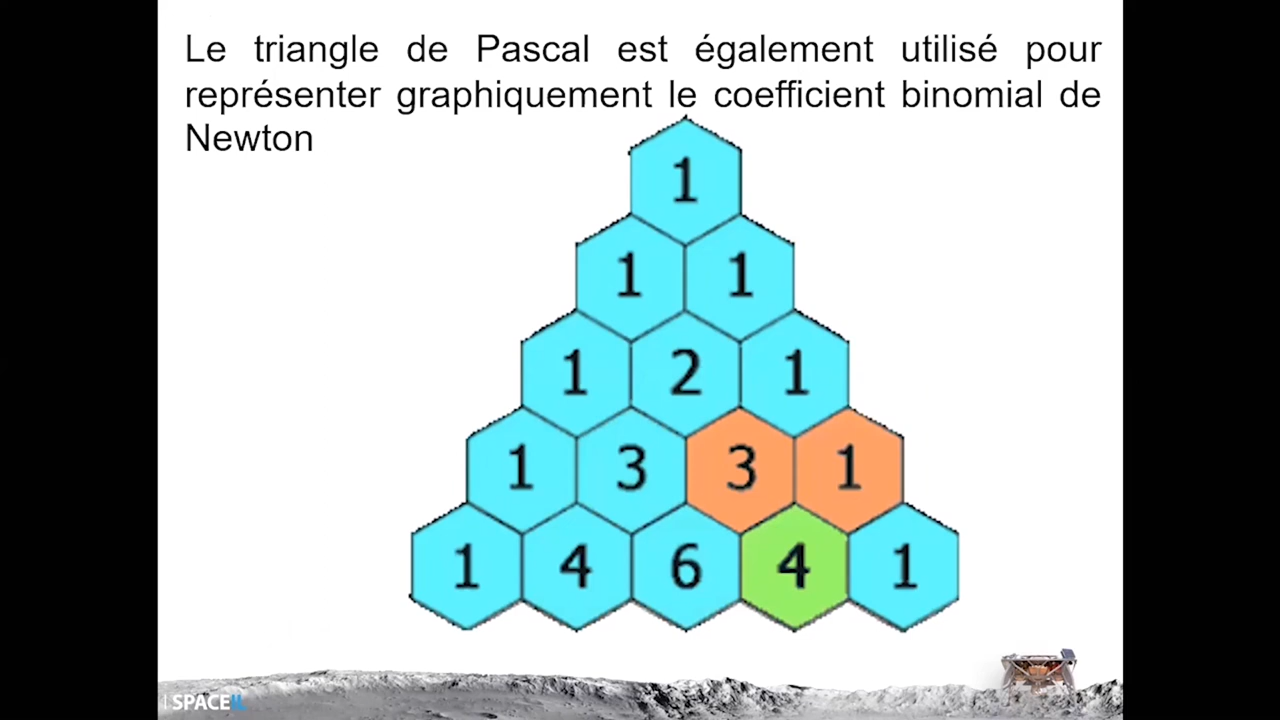 Le triangle de Pascal est également utilisé pour
représenter graphiquement le coefficient binomial de
Newton
1
1 1
1 2 1
1 3 3 1
1 4 6 4 1
SPACEIL